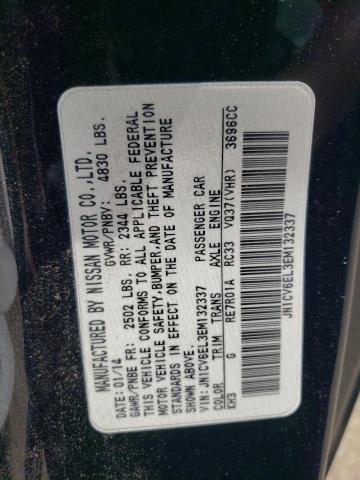 MANUFACTURED BY NISSAN MOTOR CO.,LTD.
DATE: 01/14 GVWR/PNBV: 4830 LBS.
GAWR/PNBE FR: 2502 LBS. RR: 2344 LBS.
THIS VEHICLE CONFORMS TO ALL APPLICABLE FEDERAL
MOTOR VEHICLE SAFETY,BUMPER,AND THEFT PREVENTION
STANDARDS IN EFFECT ON THE DATE OF MANUFACTURE
SHOWN ABOVE.
VIN: JN1CV6EL3EM132337 PASSENGER CAR
COLOR TRIM TRANS AXLE ENGINE
KH3 G RE7R01A RC33 VQ37(VHR) 3696CC
JN1CV6EL3EM132337